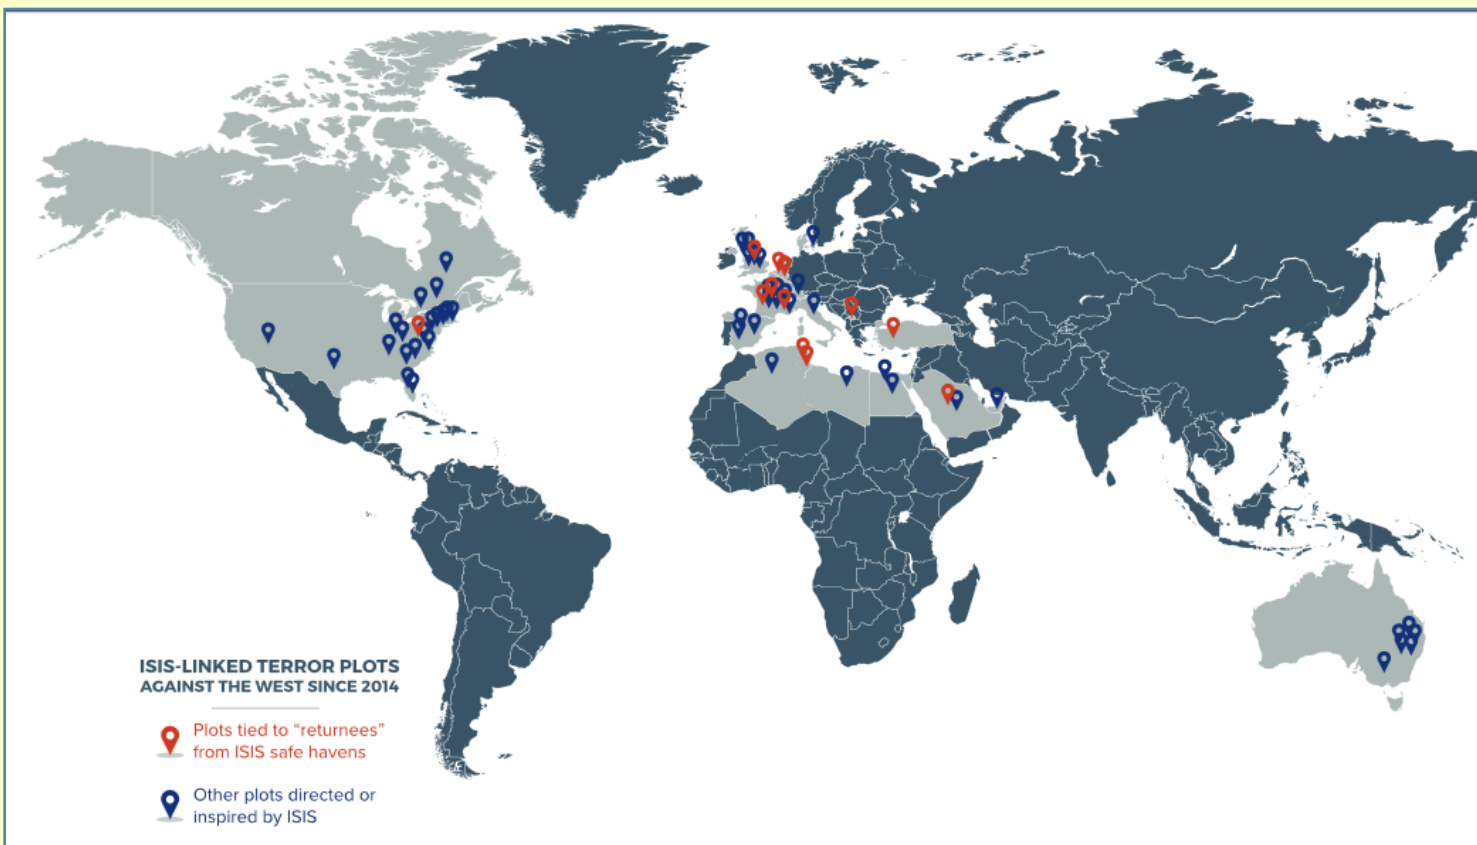 ISIS-LINKED TERROR PLOTS
AGAINST THE WEST SINCE 2014
Plots tied to “returnees”
from ISIS safe havens
Other plots directed or
inspired by ISIS